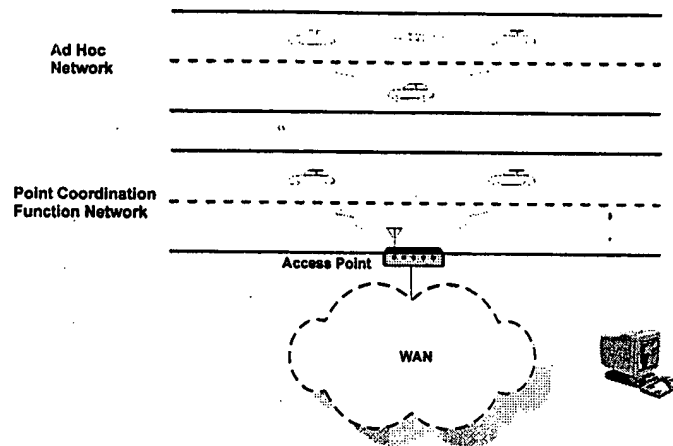 Ad Hoc
Network
Point Coordination
Function Network
Access Point
WAN